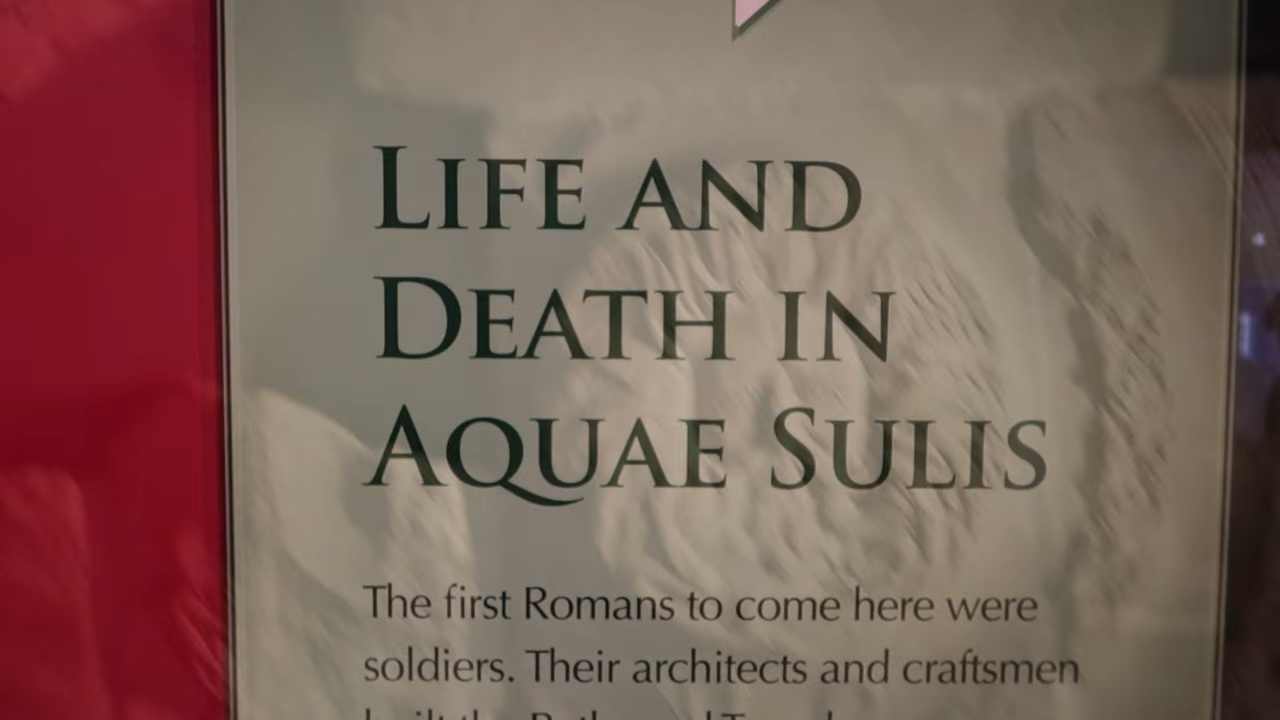 LIFE AND
DEATH IN
AQUAE SULIS
The first Romans to come here were
soldiers. Their architects and craftsmen